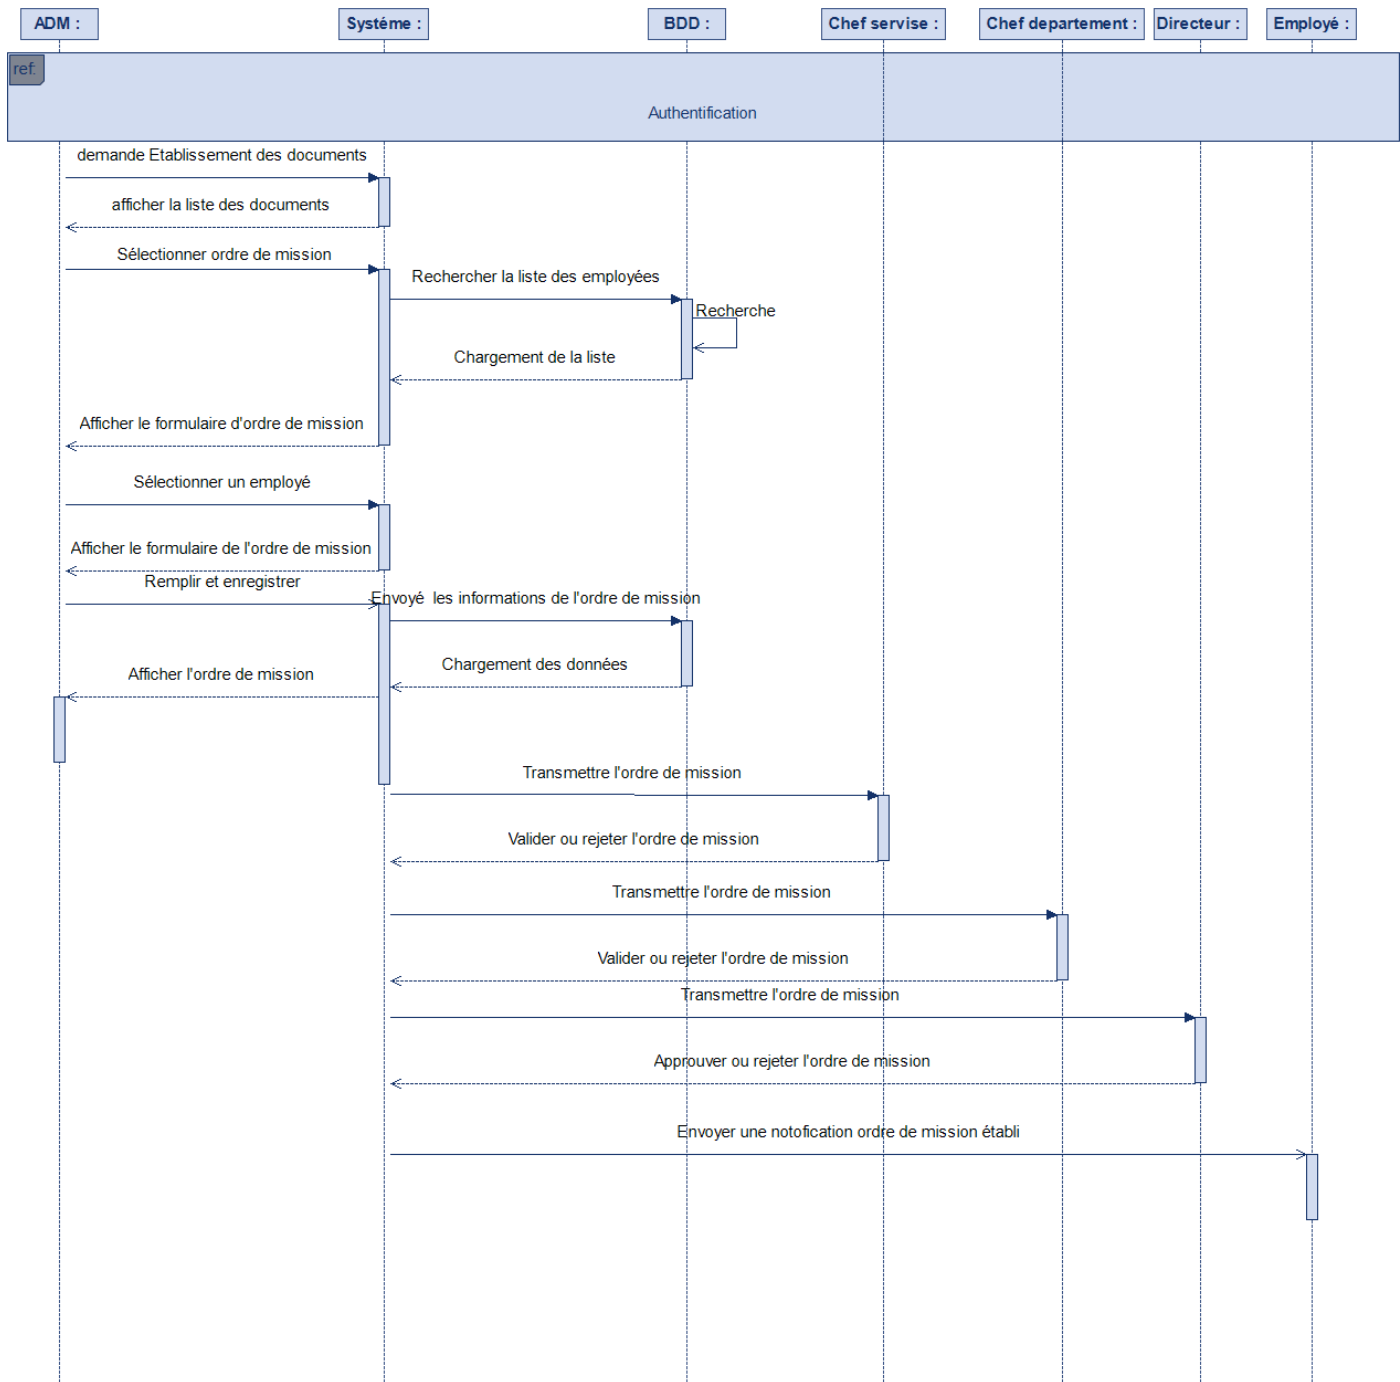 ADM :
Systéme :
BDD :
Chef servise :
Chef departement :
Directeur :
Employé :
ref:
Authentification
demande Etablissement des documents
afficher la liste des documents
Sélectionner ordre de mission
Rechercher la liste des employées
Recherche
Chargement de la liste
Afficher le formulaire d'ordre de mission
Sélectionner un employé
Afficher le formulaire de l'ordre de mission
Remplir et enregistrer
Envoyé les informations de l'ordre de mission
Chargement des données
Afficher l'ordre de mission
Transmettre l'ordre de mission
Valider ou rejeter l'ordre de mission
Transmettre l'ordre de mission
Valider ou rejeter l'ordre de mission
Transmettre l'ordre de mission
Approuver ou rejeter l'ordre de mission
Envoyer une notofication ordre de mission établi